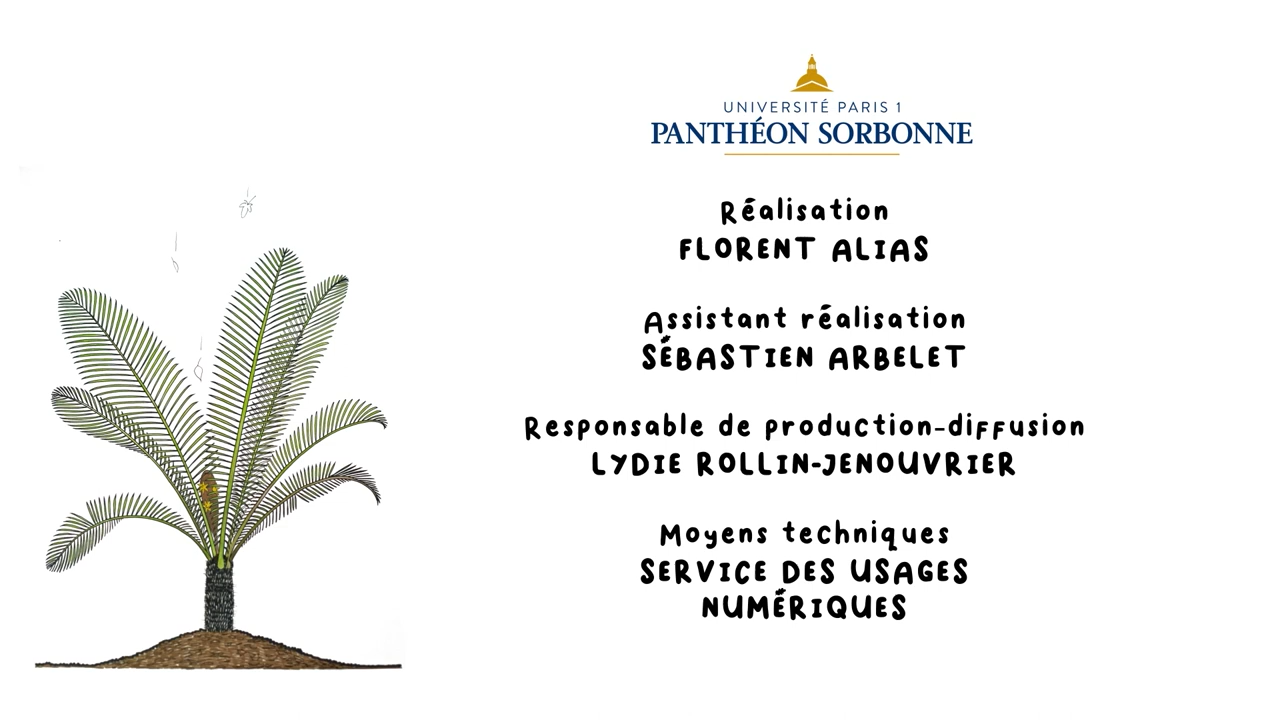 UNIVERSITÉ PARIS 1
PANTHÉON SORBONNE
Réalisation
FLORENT ALIAS
Assistant réalisation
SÉBASTIEN ARBELET
Responsable de production-diffusion
LYDIE ROLLIN-JENOUVRIER
Moyens techniques
SERVICE DES USAGES
NUMÉRIQUES